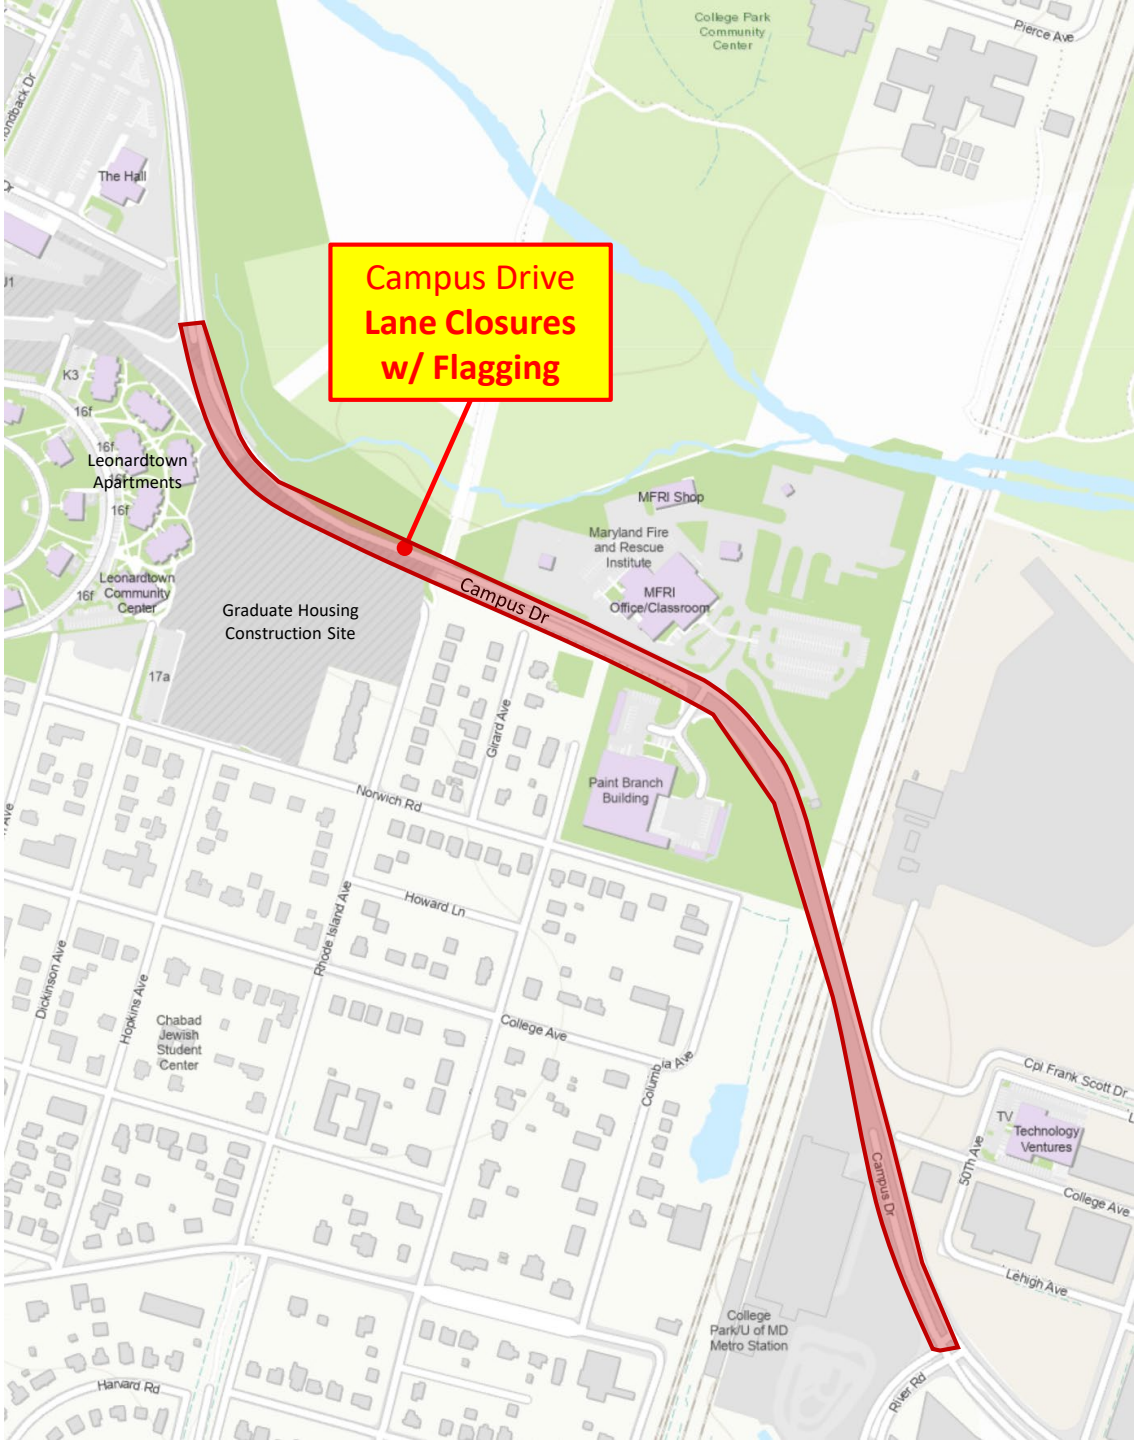 College Park
Community
Center
Pierce Ave
The Hall
Campus Drive
Lane Closures
w/ Flagging
J1
K3
16f
16f
Leonardtown
Apartments
16f
16f
Leonardtown
Community
Center
16f
17a
Graduate Housing
Construction Site
MFRI Shop
Maryland Fire
and Rescue
Institute
MFRI
Office/Classroom
Campus Dr
Girard Ave
Norwich Rd
Paint Branch
Building
Howard Ln
Rhode Island Ave
Dickinson Ave
Hopkins Ave
Chabad
Jewish
Student
Center
College Ave
Columbia Ave
Cpl Frank Scott Dr
TV
Technology
Ventures
50Th Ave
College Ave
Campus Dr
Lehigh Ave
College
Park/U of MD
Metro Station
River Rd
Harvard Rd